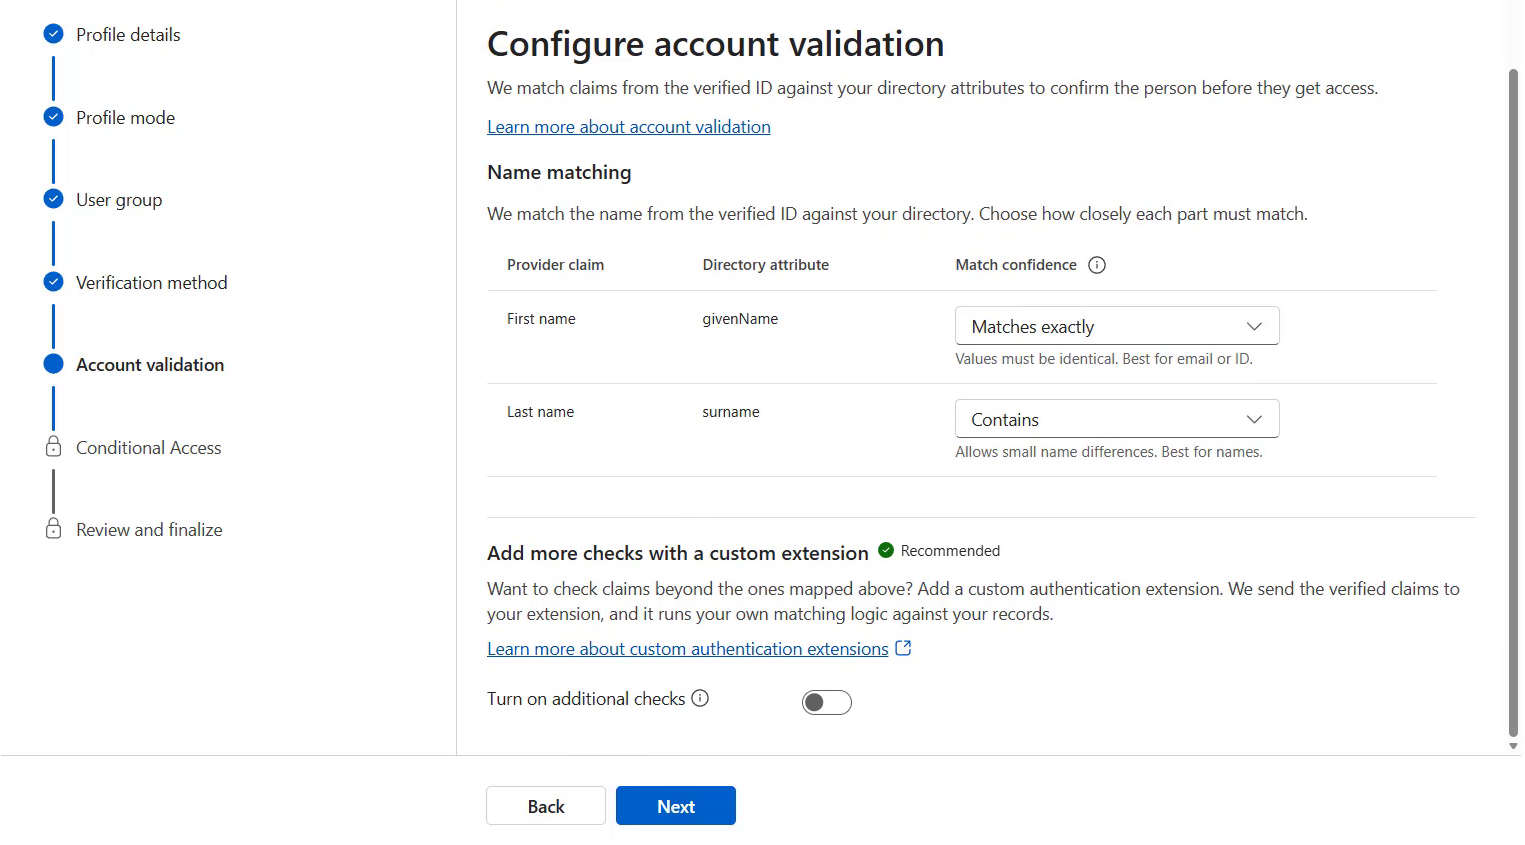 Profile details
Profile mode
User group
Verification method
Account validation
Conditional Access
Review and finalize
Configure account validation
We match claims from the verified ID against your directory attributes to confirm the person before they get access.
Learn more about account validation
Name matching
We match the name from the verified ID against your directory. Choose how closely each part must match.
Provider claim Directory attribute Match confidence
First name givenName Matches exactly
Values must be identical. Best for email or ID.
Last name surname Contains
Allows small name differences. Best for names.
Add more checks with a custom extension Recommended
Want to check claims beyond the ones mapped above? Add a custom authentication extension. We send the verified claims to
your extension, and it runs your own matching logic against your records.
Learn more about custom authentication extensions
Turn on additional checks
Back Next